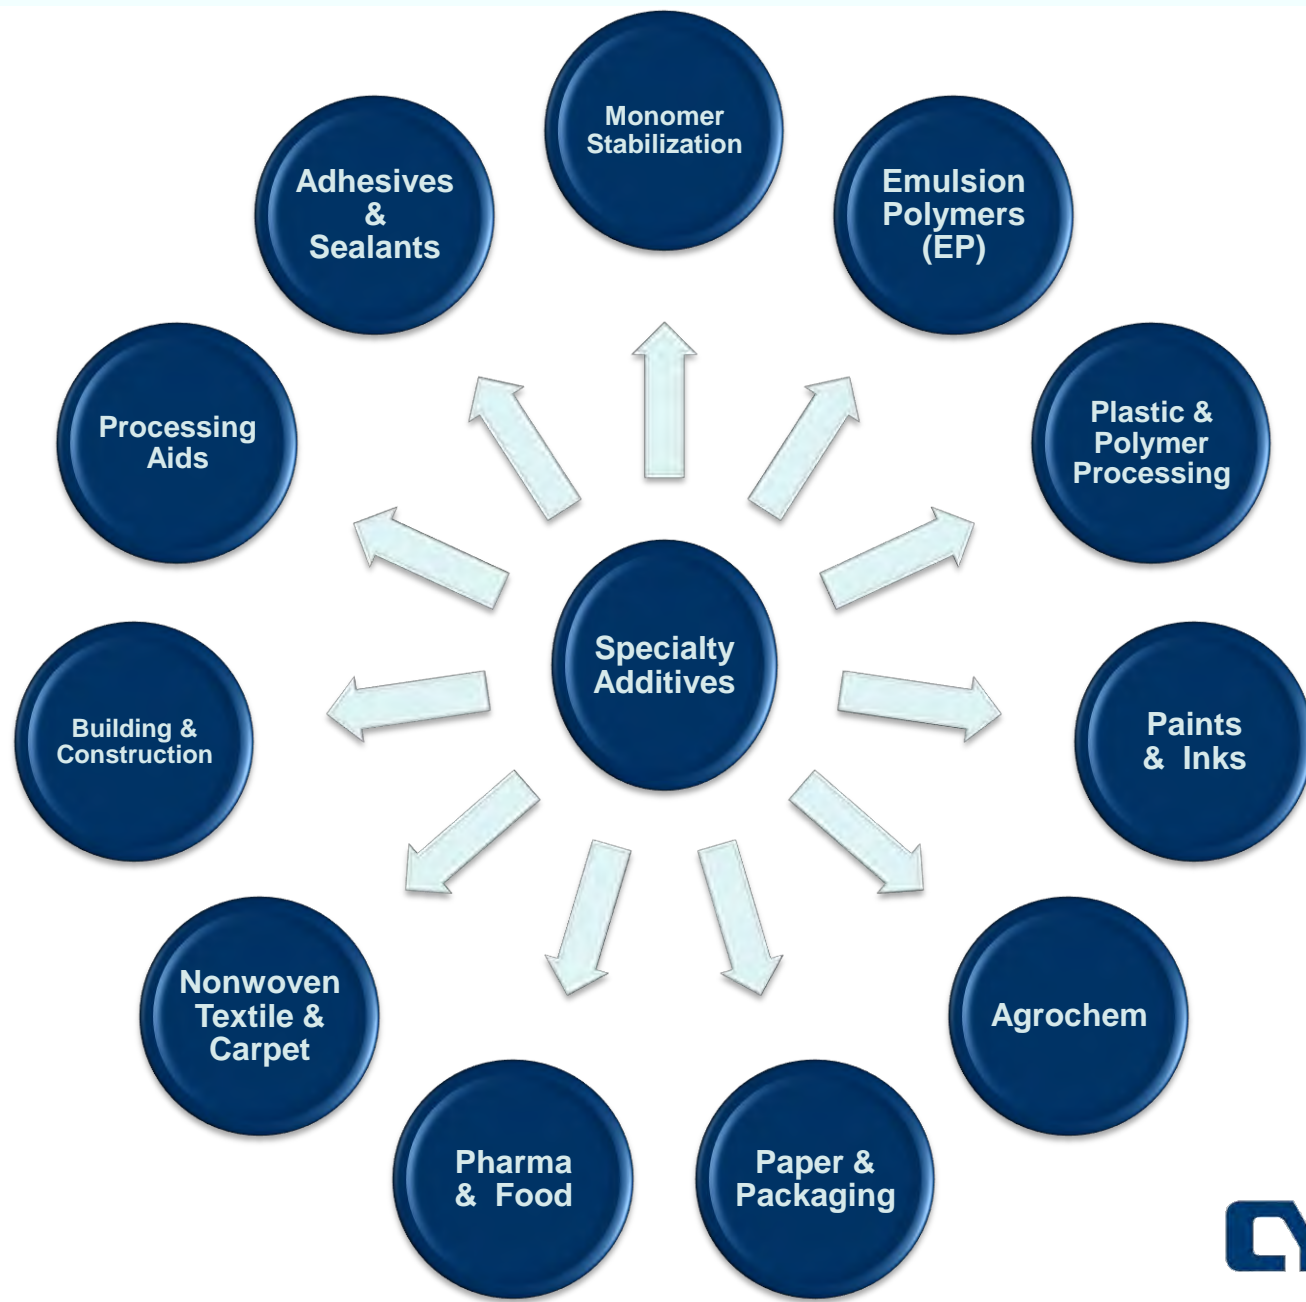 Monomer
Stabilization
Emulsion
Polymers
(EP)
Plastic &
Polymer
Processing
Paints
& Inks
Agrochem
Paper &
Packaging
Pharma
& Food
Nonwoven
Textile &
Carpet
Building &
Construction
Processing
Aids
Adhesives
&
Sealants
Specialty
Additives
CY